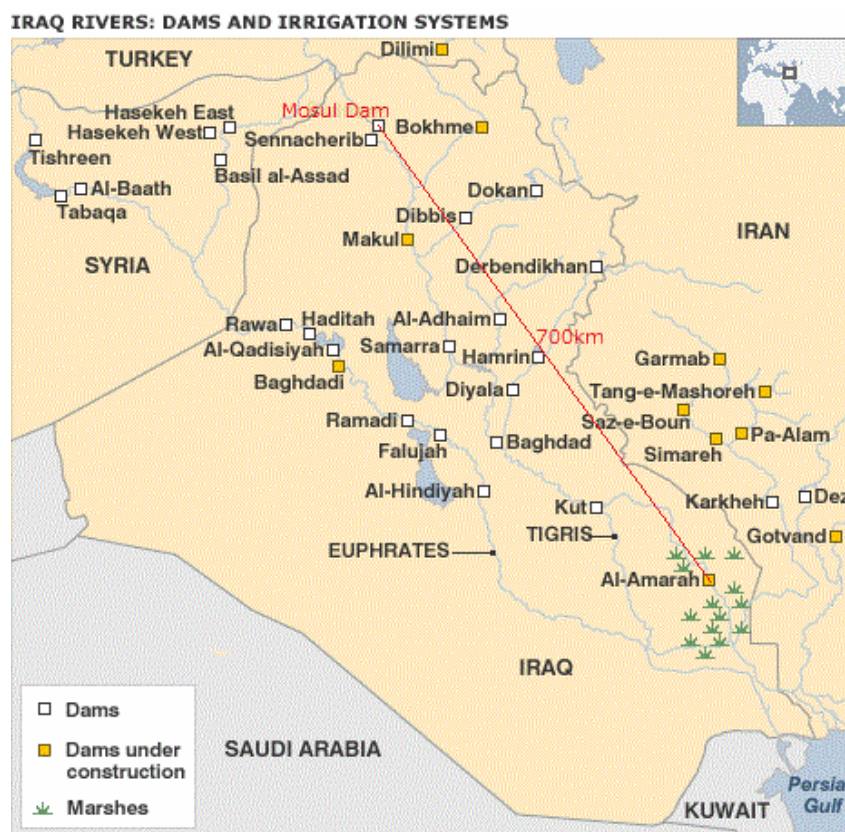 IRAQ RIVERS: DAMS AND IRRIGATION SYSTEMS
TURKEY
Dilimi
Hasekeh East
Mosul Dam
Hasekeh West
Bokhme
Sennacherib
Tishreen
Basil al-Assad
Al-Baath
Dokan
Tabaqa
Dibbis
Makul
IRAN
SYRIA
Derbendikhan
Haditah
Rawa
Al-Adhaim
700km
Al-Qadisiyah
Samarra
Hamrin
Garmab
Baghdadi
Diyala
Tang-e-Mashoreh
Ramadi
Saz-e-Boun
Pa-Alam
Falujah
Baghdad
Simareh
Al-Hindiyah
Kut
Karkheh
Dez
TIGRIS
Gotvand
EUPHRATES
Al-Amarah
IRAQ
Dams
SAUDI ARABIA
Dams under
construction
Marshes
KUWAIT
Persia
Gulf